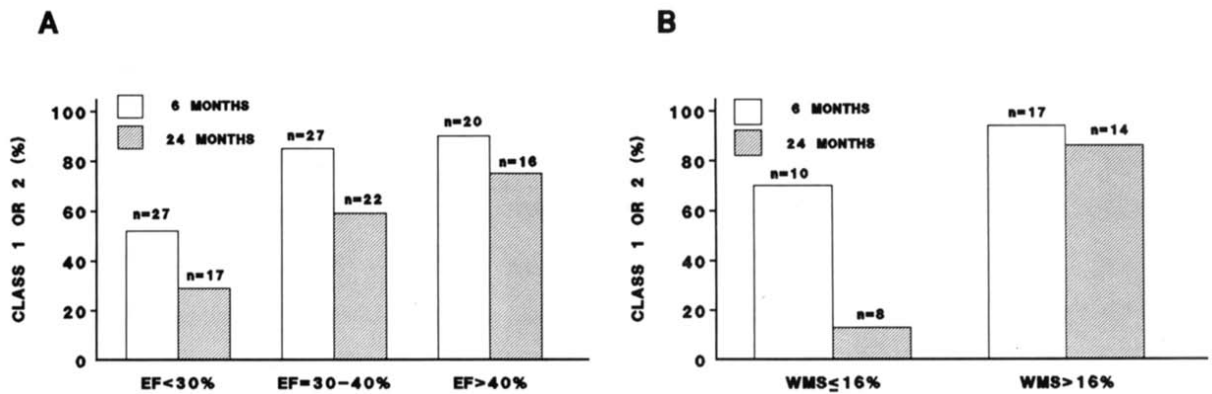 A
CLASS 1 OR 2 (%)
100
80
60
40
20
0
6 MONTHS
24 MONTHS
n=27
n=17
n=27
n=22
n=20
n=16
EF<30%
EF=30-40%
EF>40%
B
CLASS 1 OR 2 (%)
100
80
60
40
20
0
6 MONTHS
24 MONTHS
n=10
n=8
n=17
n=14
WMS≤16%
WMS>16%